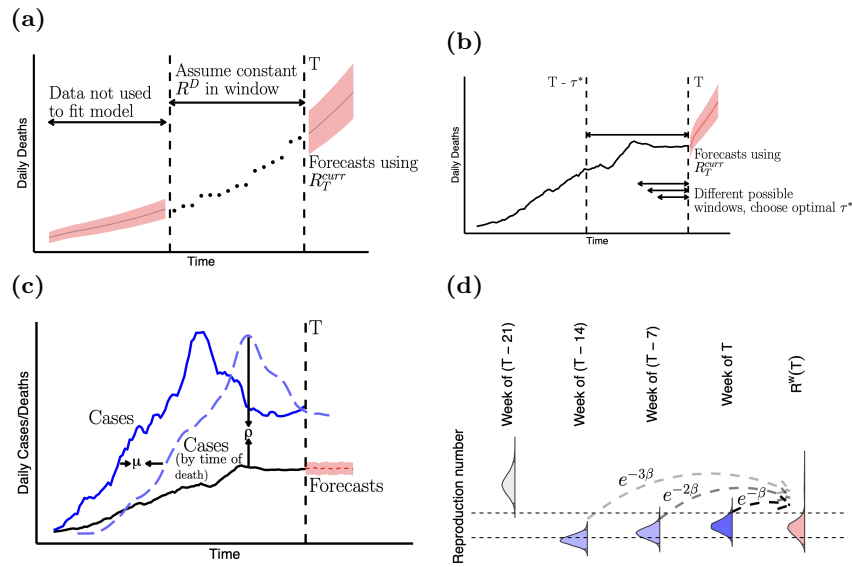 (a)
Data not used
to fit model
Assume constant
R^D in window
T
Forecasts using
R_T^{curr}
Daily Deaths
Time
(b)
T - τ*
T
Forecasts using
R_T^{curr}
Different possible
windows, choose optimal τ*
Daily Deaths
Time
(c)
T
Cases
μ
Cases
(by time of
death)
ρ
Forecasts
Daily Cases/Deaths
Time
(d)
Week of (T − 21)
Week of (T − 14)
Week of (T − 7)
Week of T
R^w(T)
Reproduction number
e^{-3β}
e^{-2β}
e^{-β}